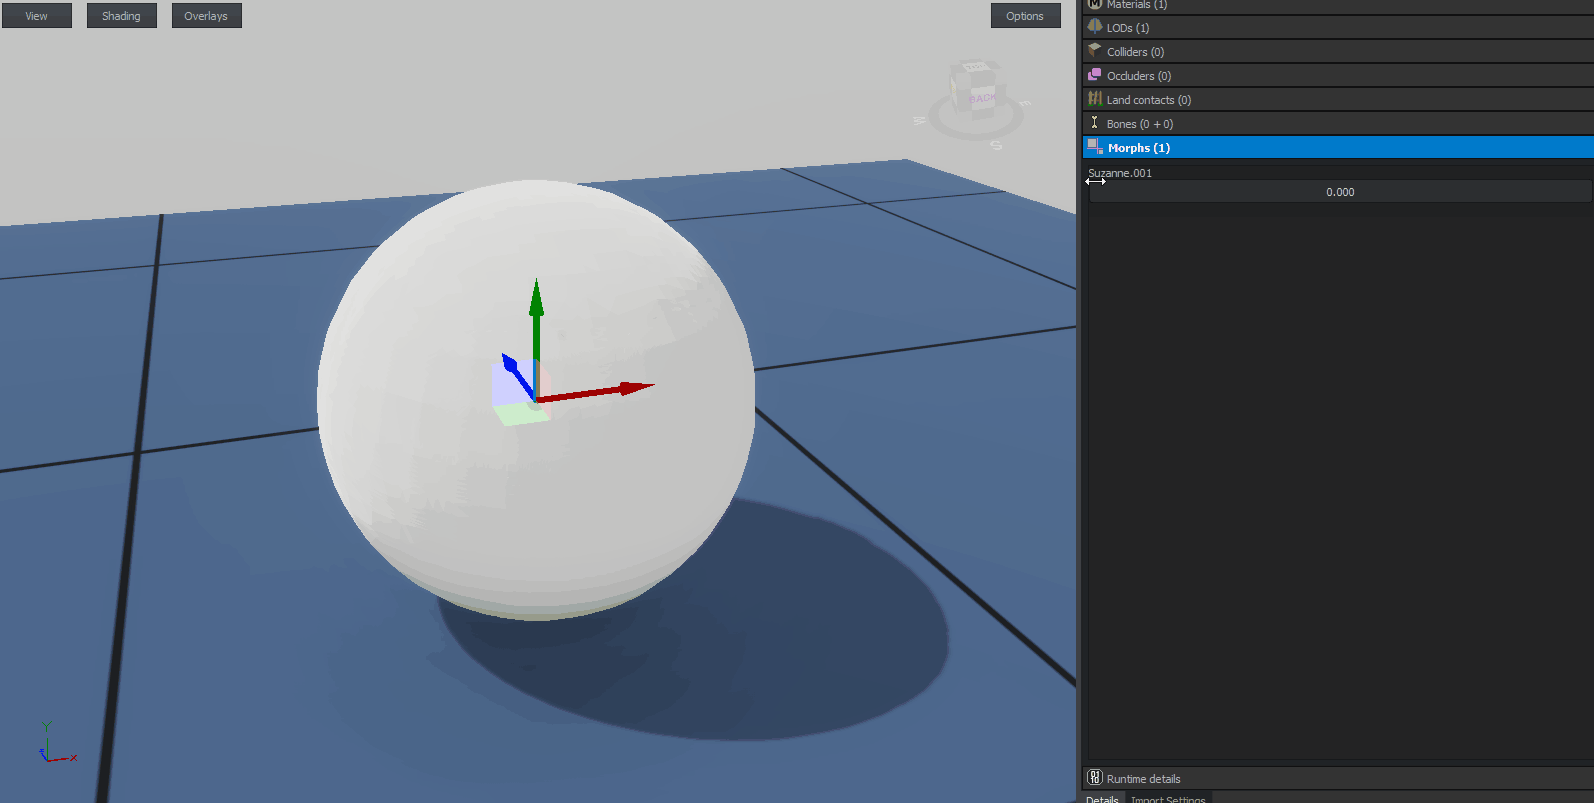 View
Shading
Overlays
Options
BACK
W
E
S
Y
z
x
Materials (1)
LODs (1)
Colliders (0)
Occluders (0)
Land contacts (0)
Bones (0 + 0)
Morphs (1)
Suzanne.001
0.000
Runtime details
Details
Import Settings